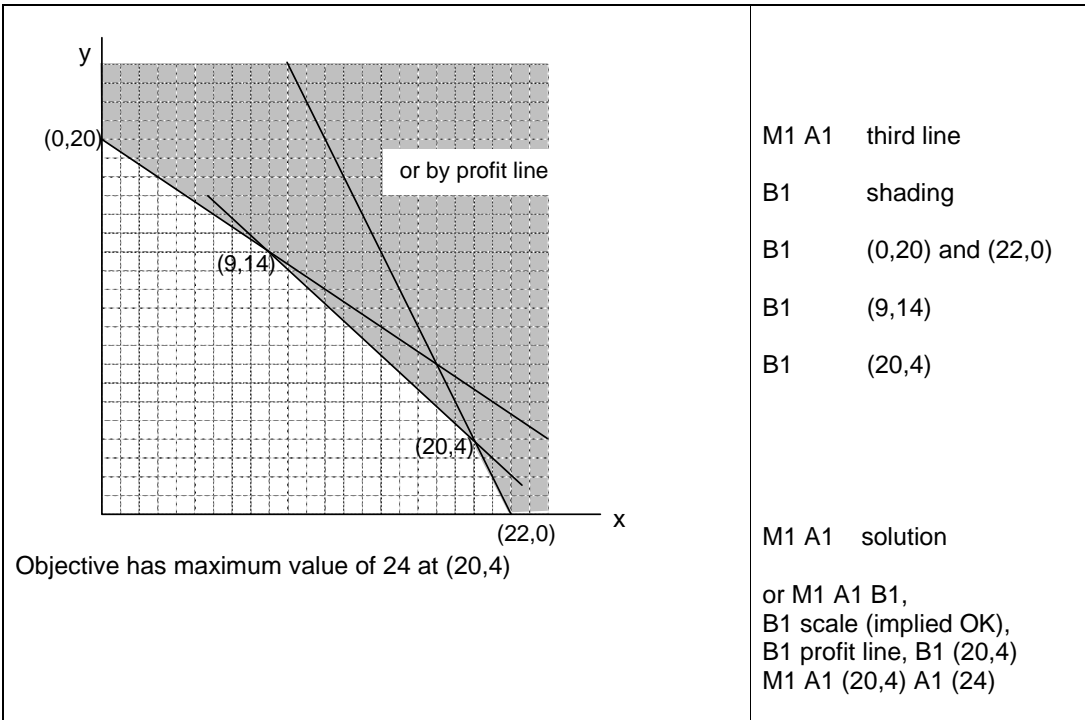 y
(0,20)
or by profit line
(9,14)
(20,4)
x
(22,0)
Objective has maximum value of 24 at (20,4)
M1 A1 third line
B1 shading
B1 (0,20) and (22,0)
B1 (9,14)
B1 (20,4)
M1 A1 solution
or M1 A1 B1,
B1 scale (implied OK),
B1 profit line, B1 (20,4)
M1 A1 (20,4) A1 (24)